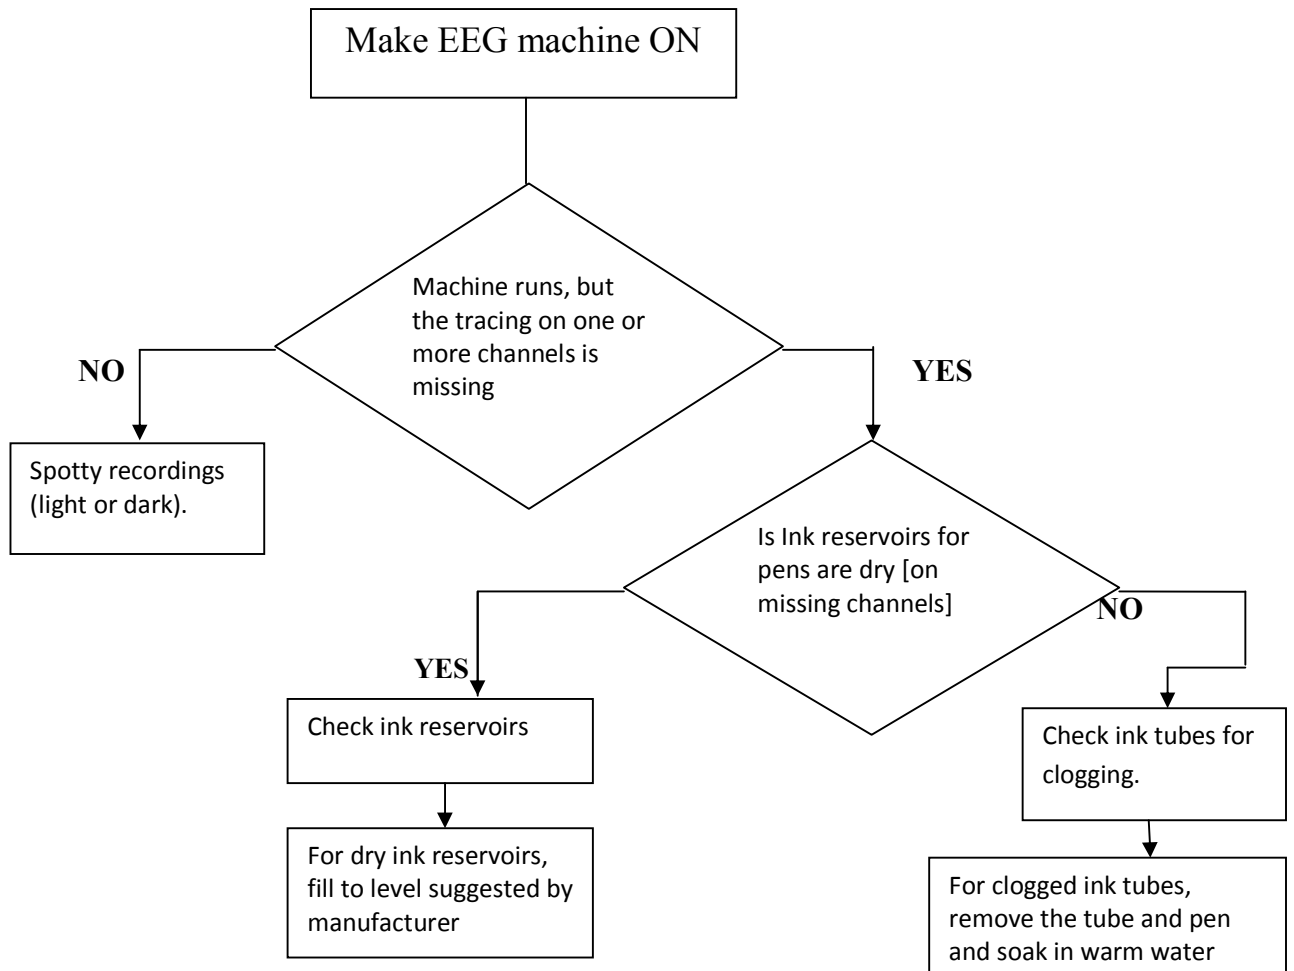 Make EEG machine ON
Machine runs, but
the tracing on one or
more channels is
missing
NO
YES
Spotty recordings
(light or dark).
Is Ink reservoirs for
pens are dry [on
missing channels]
NO
YES
Check ink reservoirs
Check ink tubes for
clogging.
For dry ink reservoirs,
fill to level suggested by
manufacturer
For clogged ink tubes,
remove the tube and pen
and soak in warm water